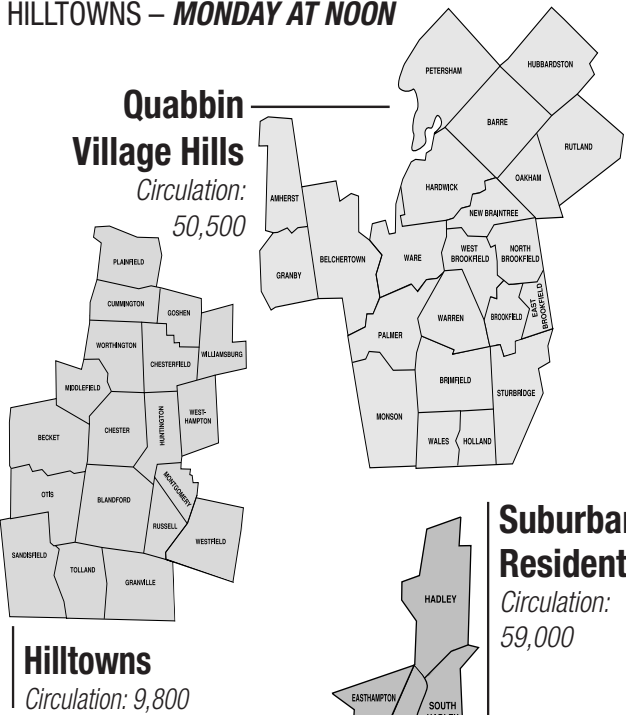 HILLTOWNS – MONDAY AT NOON
Quabbin
Village Hills
Circulation:
50,500
PETERSHAM
HUBBARDSTON
BARRE
RUTLAND
OAKHAM
HARDWICK
NEW BRAINTREE
AMHERST
BELCHERTOWN
GRANBY
WARE
WEST
BROOKFIELD
NORTH
BROOKFIELD
EAST
BROOKFIELD
BROOKFIELD
WARREN
PALMER
BRIMFIELD
STURBRIDGE
MONSON
WALES
HOLLAND
PLAINFIELD
CUMMINGTON
GOSHEN
WORTHINGTON
CHESTERFIELD
WILLIAMSBURG
MIDDLEFIELD
BECKET
CHESTER
HUNTINGTON
WEST-
HAMPTON
OTIS
BLANDFORD
MONTGOMERY
RUSSELL
WESTFIELD
SANDISFIELD
TOLLAND
GRANVILLE
Hilltowns
Circulation: 9,800
Suburba
Resident
Circulation:
59,000
HADLEY
EASTHAMPTON
SOUTH